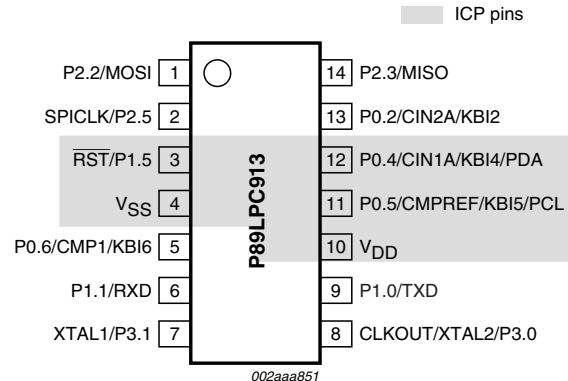 ICP pins
P2.2/MOSI 1 14 P2.3/MISO
SPICLK/P2.5 2 13 P0.2/CIN2A/KBI2
RST/P1.5 3 12 P0.4/CIN1A/KBI4/PDA
VSS 4 11 P0.5/CMPREF/KBI5/PCL
P0.6/CMP1/KBI6 5 10 VDD
P1.1/RXD 6 9 P1.0/TXD
XTAL1/P3.1 7 8 CLKOUT/XTAL2/P3.0
P89LPC913
002aaa851